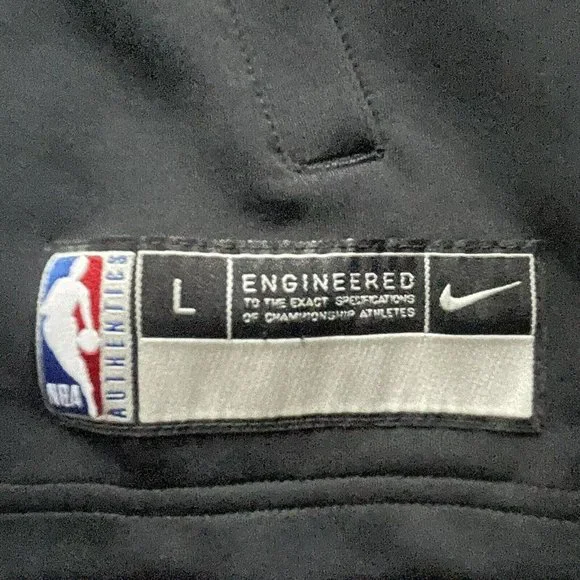 NBA
AUTHENTICS
L
ENGINEERED
TO THE EXACT SPECIFICATIONS
OF CHAMPIONSHIP ATHLETES